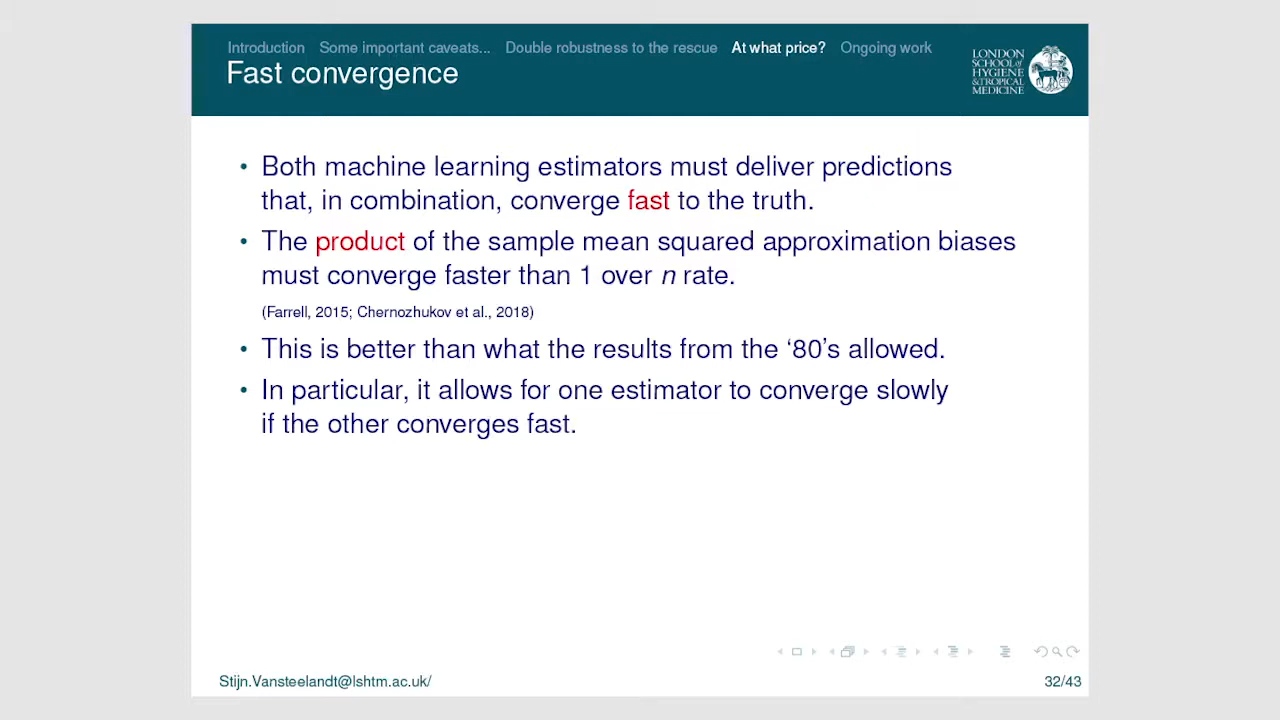 Introduction Some important caveats... Double robustness to the rescue At what price? Ongoing work
Fast convergence
LONDON
SCHOOL of
HYGIENE
& TROPICAL
MEDICINE
• Both machine learning estimators must deliver predictions
that, in combination, converge fast to the truth.
• The product of the sample mean squared approximation biases
must converge faster than 1 over n rate.
(Farrell, 2015; Chernozhukov et al., 2018)
• This is better than what the results from the ‘80’s allowed.
• In particular, it allows for one estimator to converge slowly
if the other converges fast.
Stijn.Vansteelandt@lshtm.ac.uk/ 32/43